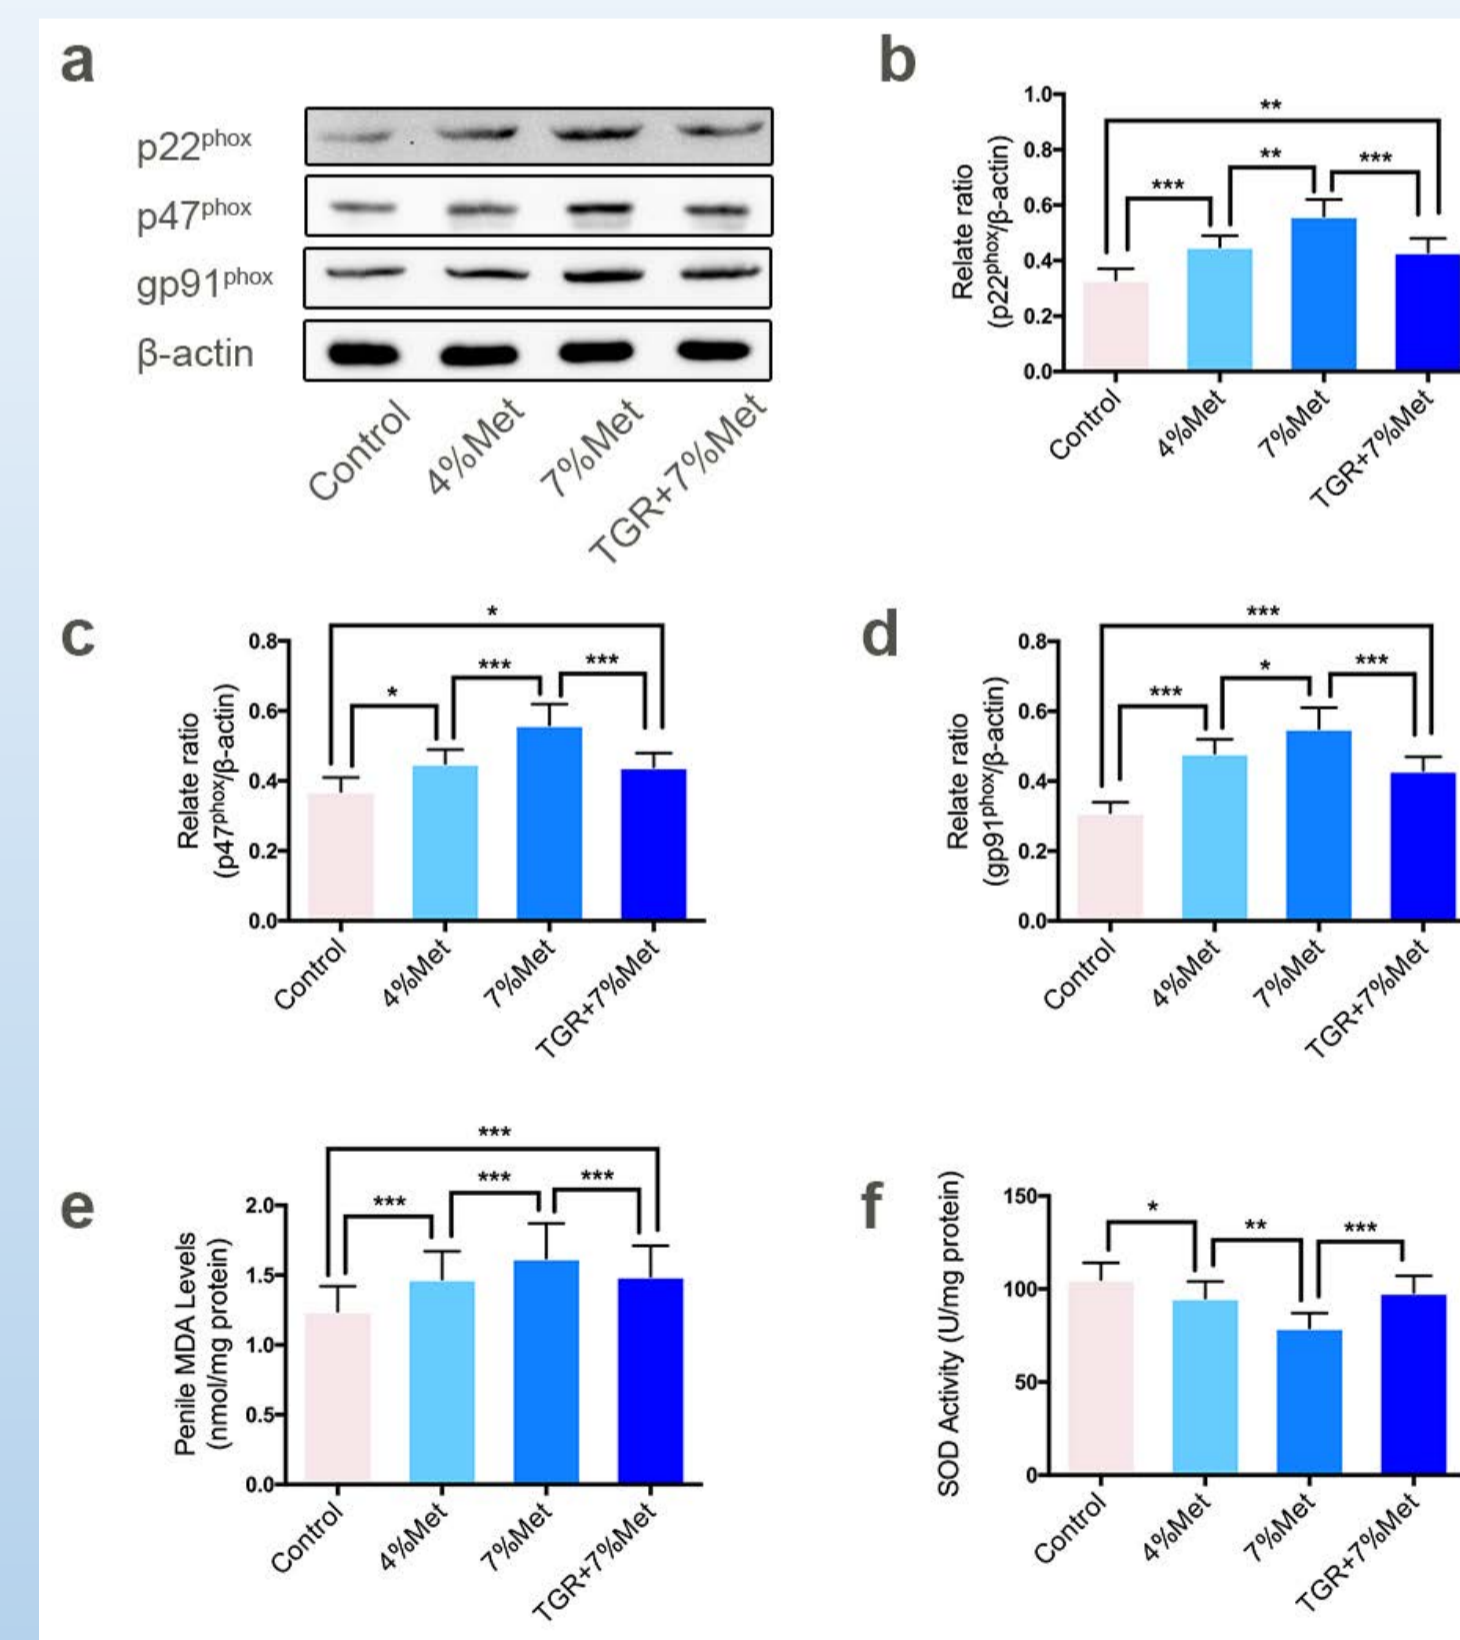 a
p22phox
p47phox
gp91phox
β-actin
Control
4%Met
7%Met
TGR+7%Met
b
Relate ratio
(p22phox/β-actin)
1.0
0.8
0.6
0.4
0.2
0.0
**
***
**
***
Control
4%Met
7%Met
TGR+7%Met
c
Relate ratio
(p47phox/β-actin)
0.8
0.6
0.4
0.2
0.0
*
*
***
***
Control
4%Met
7%Met
TGR+7%Met
d
Relate ratio
(gp91phox/β-actin)
0.8
0.6
0.4
0.2
0.0
***
***
*
***
Control
4%Met
7%Met
TGR+7%Met
e
Penile MDA Levels
(nmol/mg protein)
2.0
1.5
1.0
0.5
0.0
***
***
***
***
Control
4%Met
7%Met
TGR+7%Met
f
SOD Activity (U/mg protein)
150
100
50
0
*
**
***
Control
4%Met
7%Met
TGR+7%Met